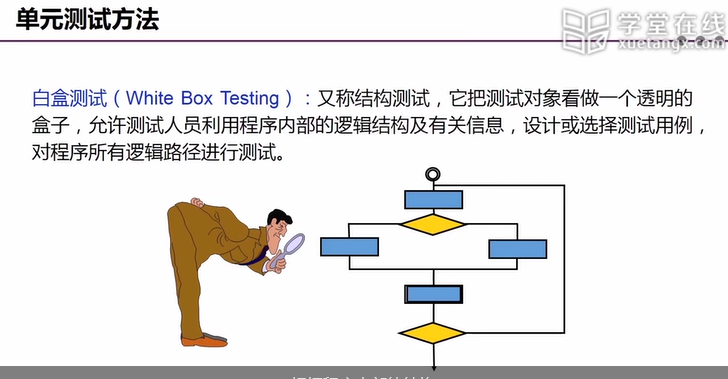 单元测试方法
学堂在线
xuetangx.com
白盒测试（White Box Testing）：又称结构测试，它把测试对象看做一个透明的
盒子，允许测试人员利用程序内部的逻辑结构及有关信息，设计或选择测试用例，
对程序所有逻辑路径进行测试。